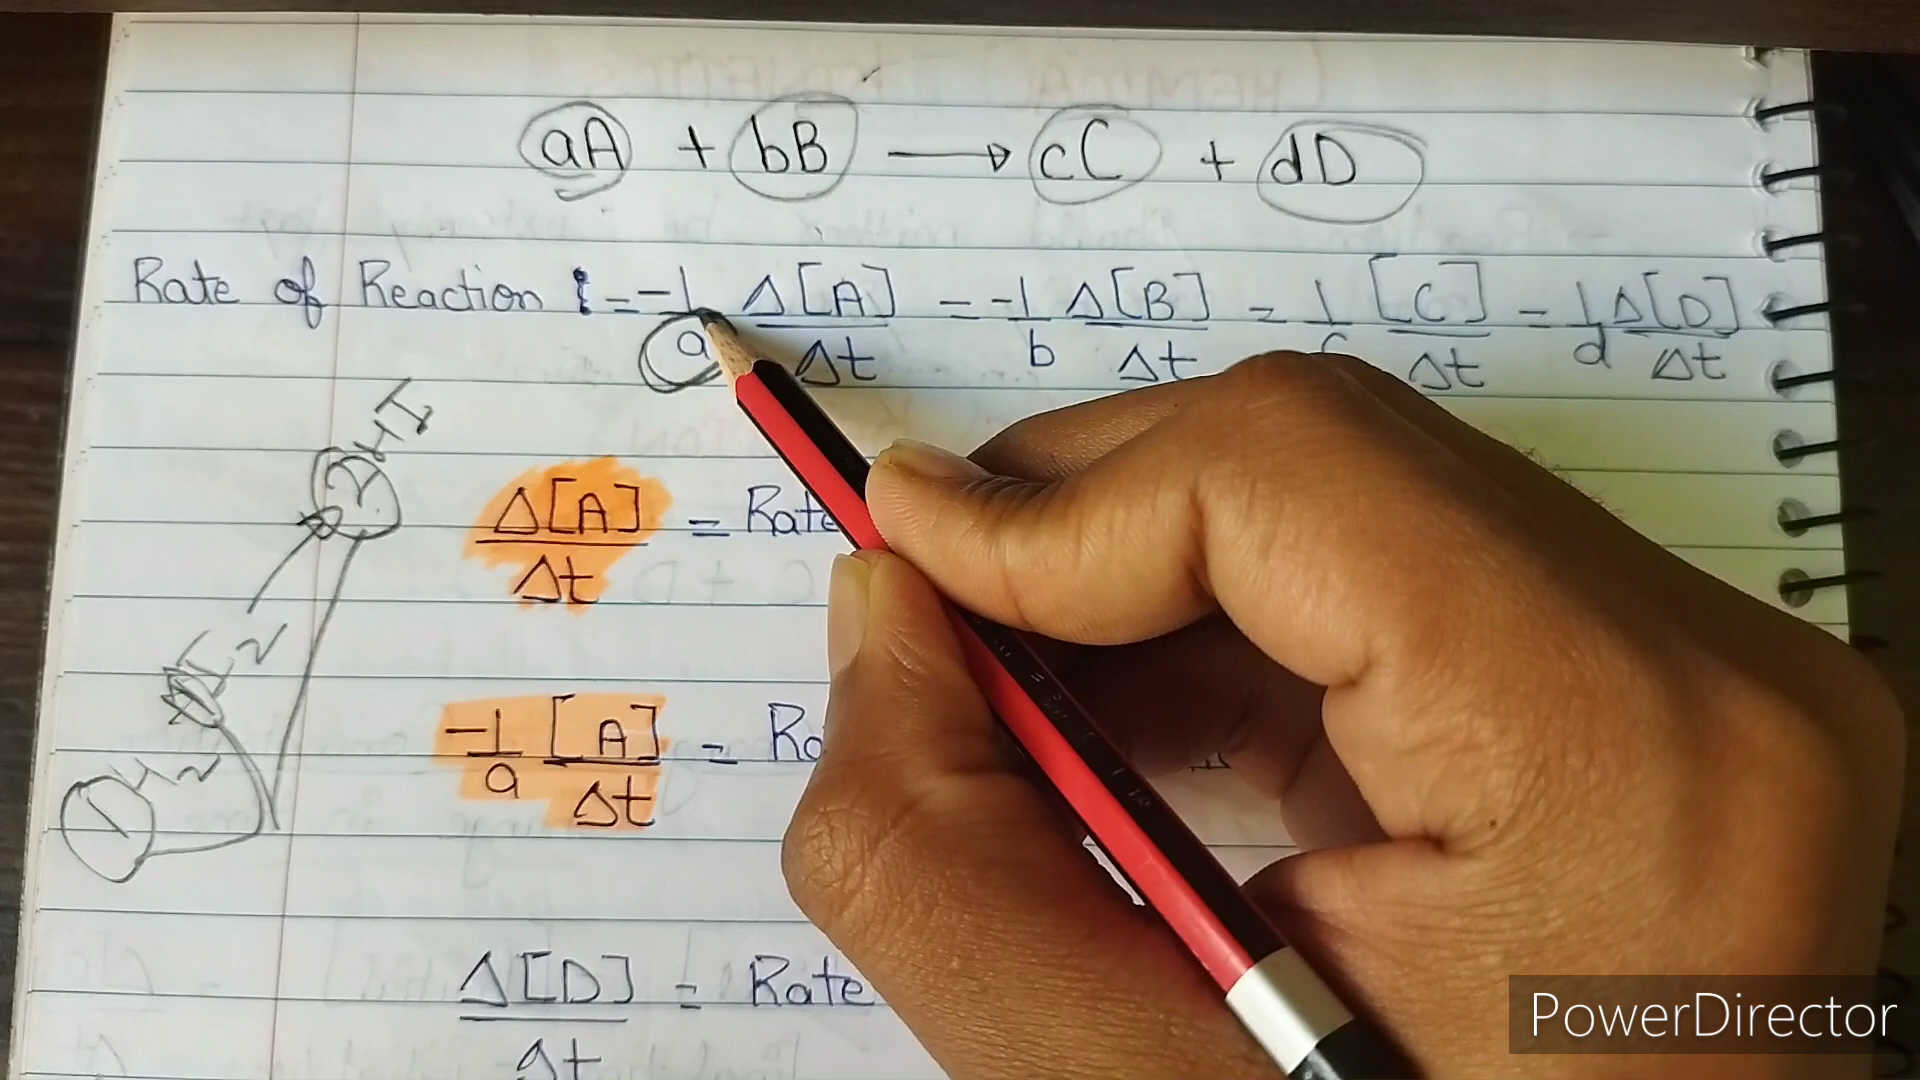 aA + bB → cC + dD
Rate of Reaction = -1/a Δ[A]/Δt = -1/b Δ[B]/Δt = 1/c [C]/Δt = 1/d Δ[D]/Δt
2HI
Δ[A]/Δt = Rate
I2
-1/a [A]/Δt =
1 H2
Δ[D]/Δt = Rate
PowerDirector